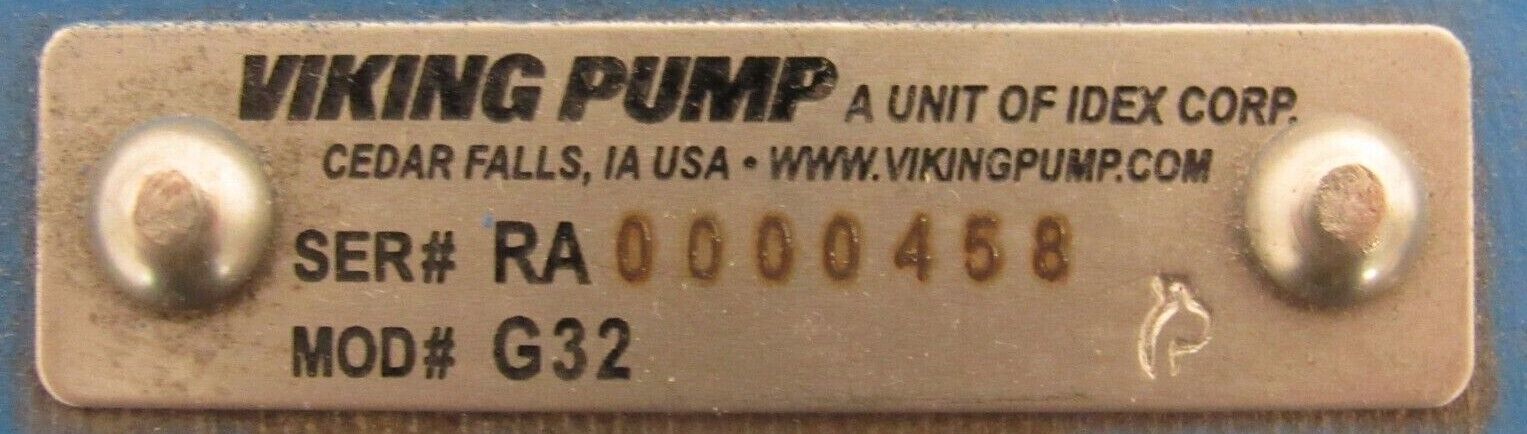 VIKING PUMP A UNIT OF IDEX CORP.
CEDAR FALLS, IA USA • WWW.VIKINGPUMP.COM
SER# RA 0000458
MOD# G32